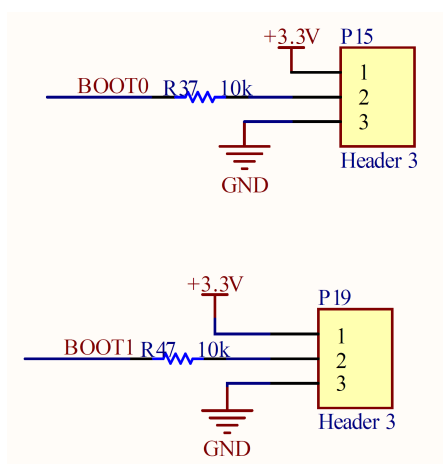 +3.3V P15
1
BOOT0 R37 10k 2
3
Header 3
GND
+3.3V
P19
1
BOOT1 R47 10k 2
3
Header 3
GND